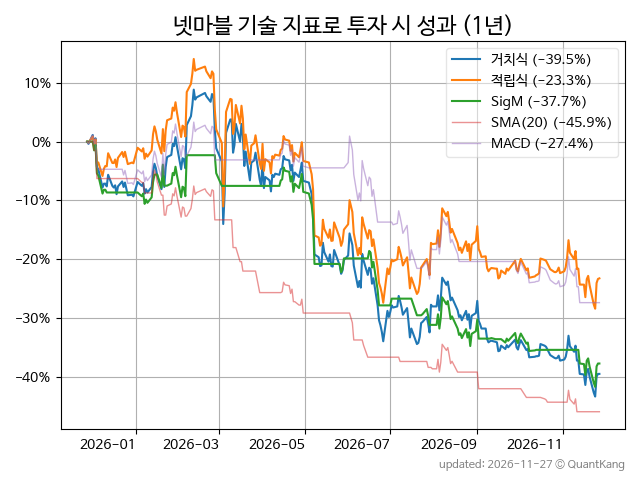 넷마블 기술 지표로 투자 시 성과 (1년)
거치식 (−39.5%)
적립식 (−23.3%)
SigM (−37.7%)
SMA(20) (−45.9%)
MACD (−27.4%)
10%
0%
−10%
−20%
−30%
−40%
2026-01 2026-03 2026-05 2026-07 2026-09 2026-11
updated: 2026-11-27 © QuantKang